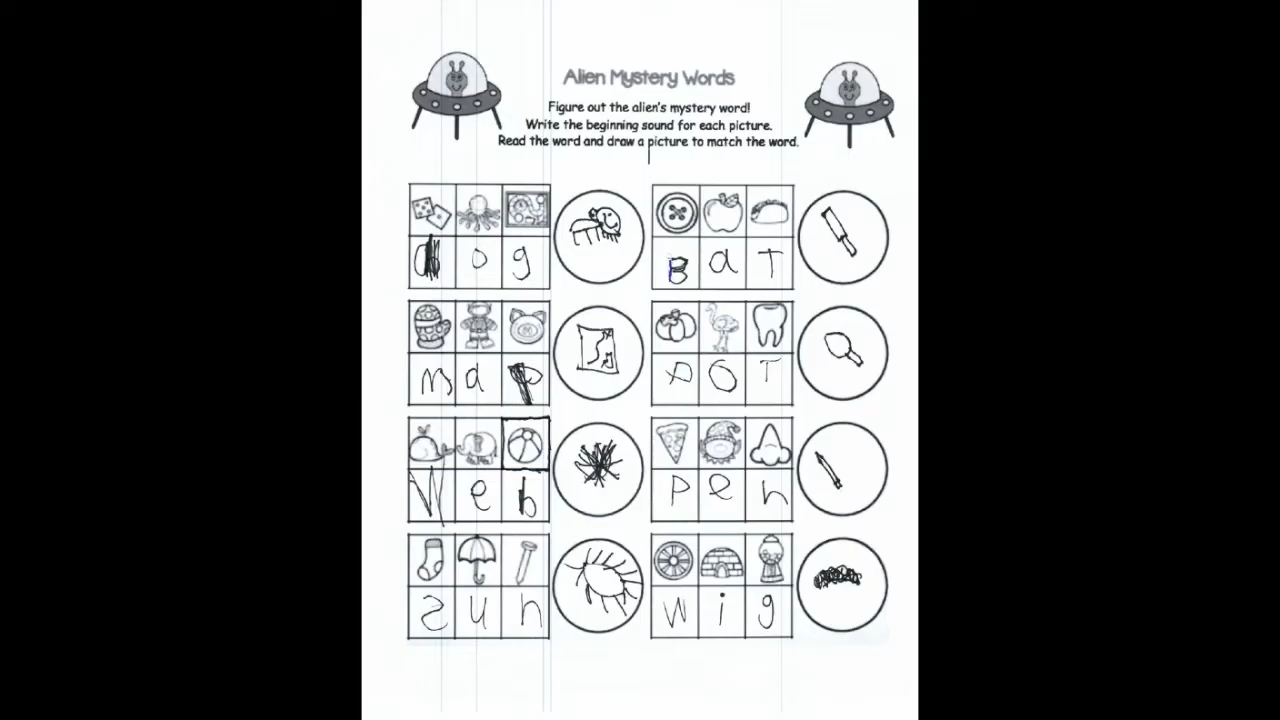 Alien Mystery Words
Figure out the alien's mystery word!
Write the beginning sound for each picture.
Read the word and draw a picture to match the word.
d o g
B a T
m a p
p O T
W e b
P e n
s u n
W i g